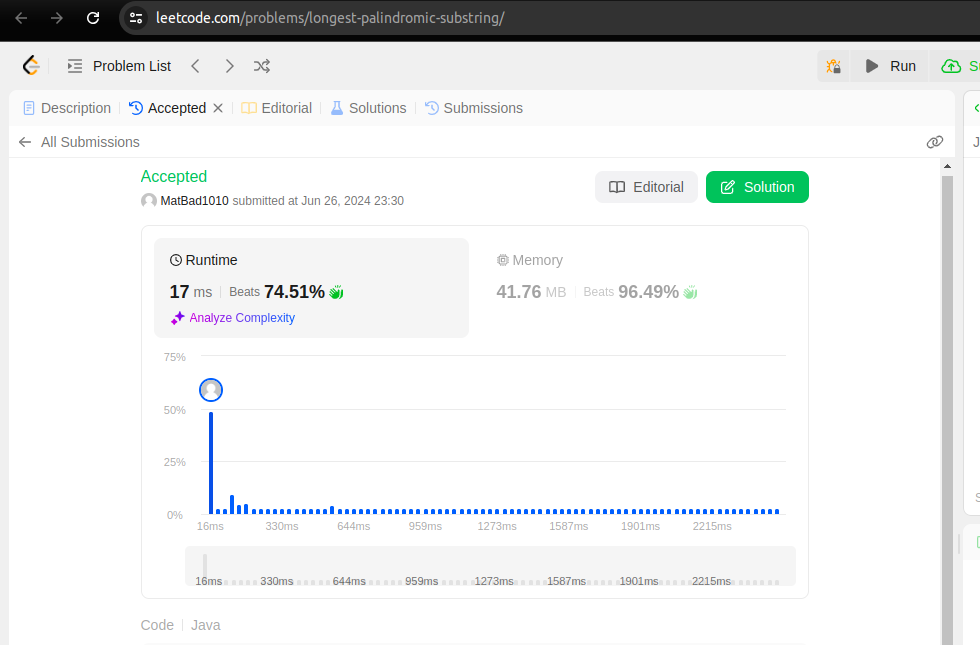 leetcode.com/problems/longest-palindromic-substring/
Problem List Run
Description Accepted Editorial Solutions Submissions
All Submissions
Accepted
MatBad1010 submitted at Jun 26, 2024 23:30
Editorial Solution
Runtime
17 ms Beats 74.51%
Analyze Complexity
Memory
41.76 MB Beats 96.49%
75%
50%
25%
0%
16ms 330ms 644ms 959ms 1273ms 1587ms 1901ms 2215ms
16ms 330ms 644ms 959ms 1273ms 1587ms 1901ms 2215ms
Code Java